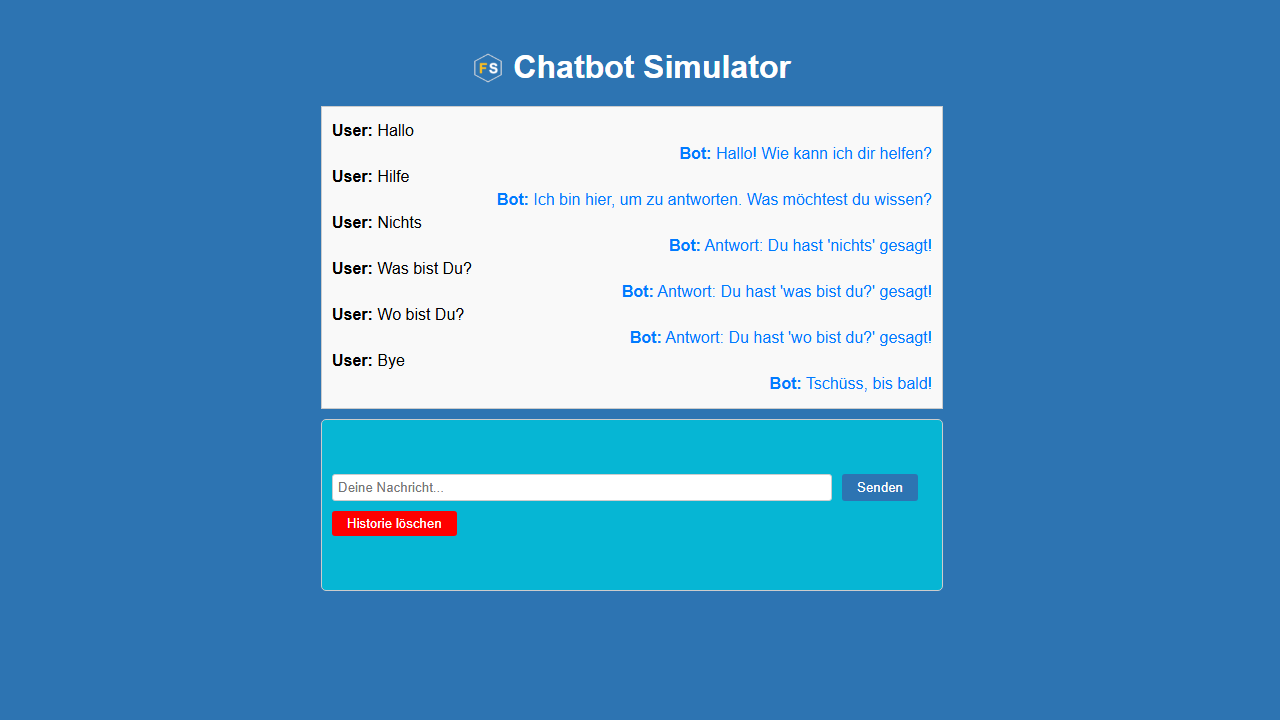 FS Chatbot Simulator
User: Hallo
Bot: Hallo! Wie kann ich dir helfen?
User: Hilfe
Bot: Ich bin hier, um zu antworten. Was möchtest du wissen?
User: Nichts
Bot: Antwort: Du hast 'nichts' gesagt!
User: Was bist Du?
Bot: Antwort: Du hast 'was bist du?' gesagt!
User: Wo bist Du?
Bot: Antwort: Du hast 'wo bist du?' gesagt!
User: Bye
Bot: Tschüss, bis bald!
Deine Nachricht... Senden
Historie löschen